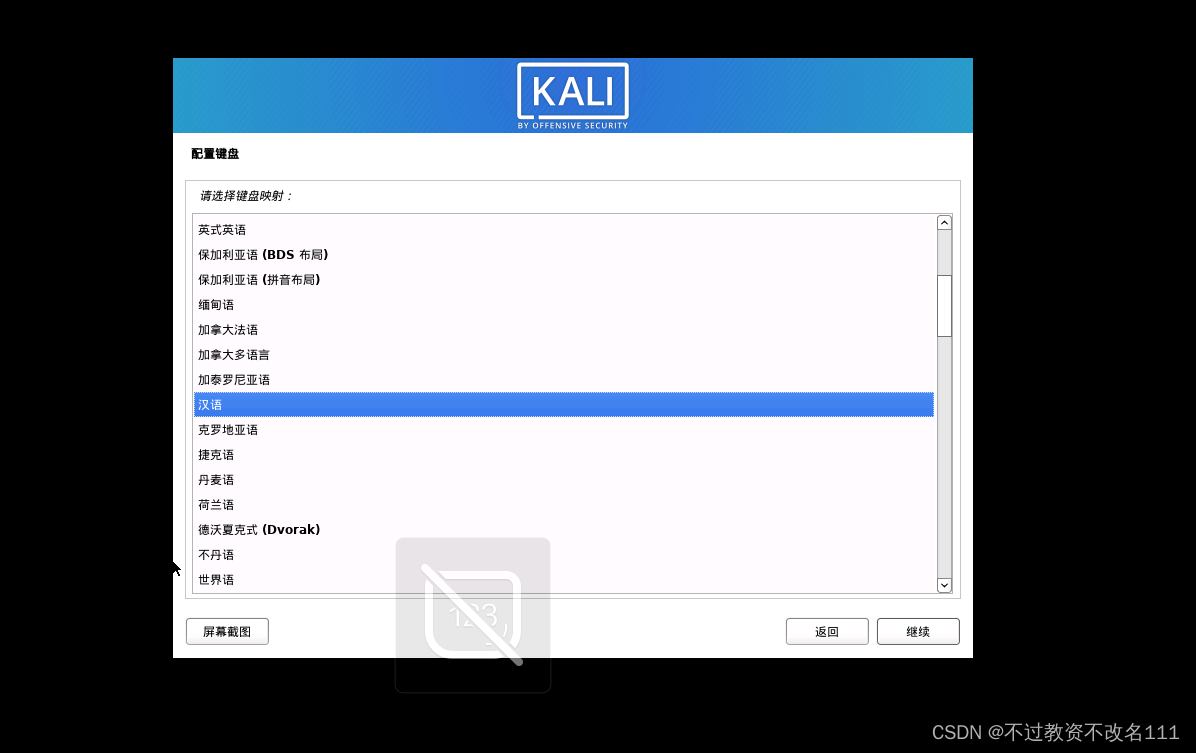 KALI
BY OFFENSIVE SECURITY
配置键盘
请选择键盘映射：
英式英语
保加利亚语 (BDS 布局)
保加利亚语 (拼音布局)
缅甸语
加拿大法语
加拿大多语言
加泰罗尼亚语
汉语
克罗地亚语
捷克语
丹麦语
荷兰语
德沃夏克式 (Dvorak)
不丹语
世界语
123
屏幕截图
返回
继续
CSDN @不过教资不改名111